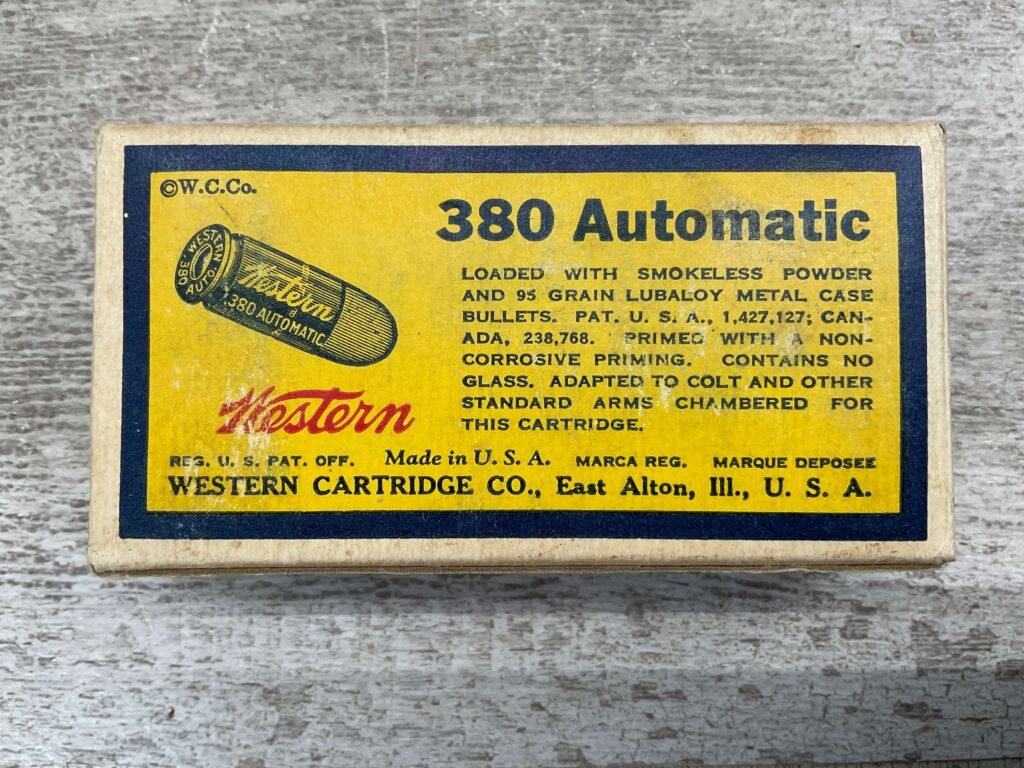 ©W.C.Co.
380 Automatic
WESTERN
380
AUTO.
Western
.380 AUTOMATIC
LOADED WITH SMOKELESS POWDER
AND 95 GRAIN LUBALOY METAL CASE
BULLETS. PAT. U. S. A., 1,427,127; CAN-
ADA, 238,768. PRIMED WITH A NON-
CORROSIVE PRIMING. CONTAINS NO
GLASS. ADAPTED TO COLT AND OTHER
STANDARD ARMS CHAMBERED FOR
THIS CARTRIDGE.
Western
REG. U. S. PAT. OFF. Made in U. S. A. MARCA REG. MARQUE DEPOSEE
WESTERN CARTRIDGE CO., East Alton, Ill., U. S. A.